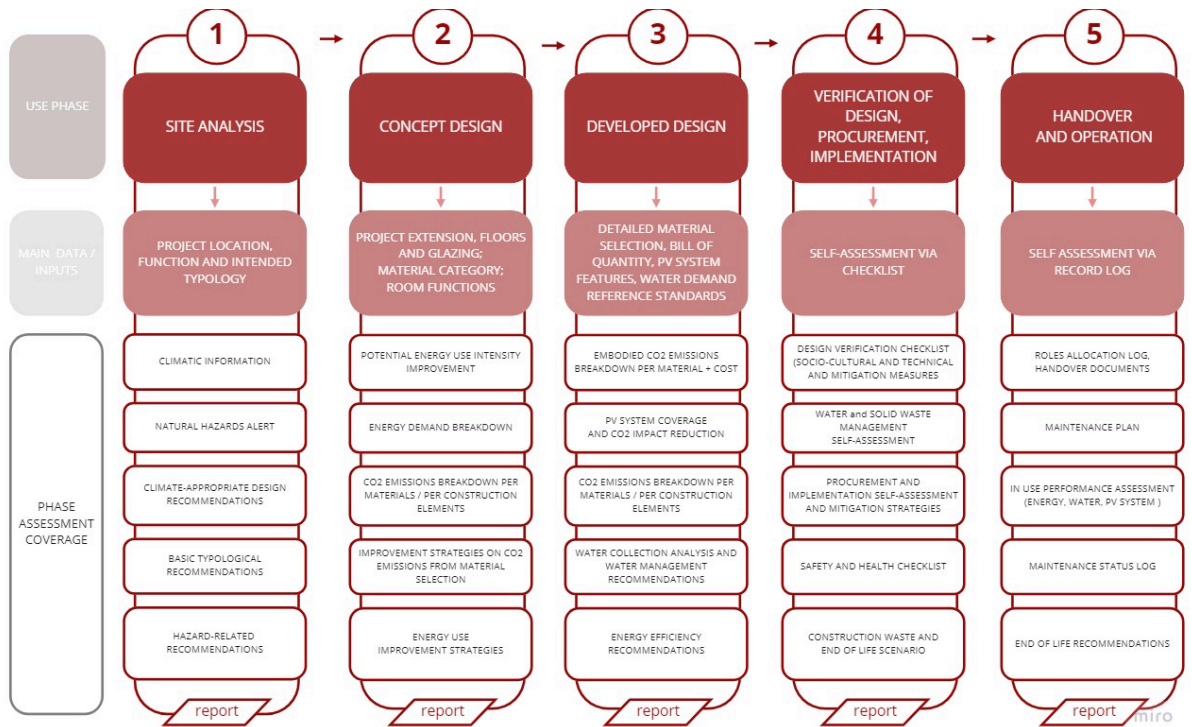 1
2
3
4
5
USE PHASE
SITE ANALYSIS
CONCEPT DESIGN
DEVELOPED DESIGN
VERIFICATION OF
DESIGN,
PROCUREMENT,
IMPLEMENTATION
HANDOVER
AND OPERATION
MAIN DATA /
INPUTS
PROJECT LOCATION,
FUNCTION AND INTENDED
TYPOLOGY
PROJECT EXTENSION, FLOORS
AND GLAZING;
MATERIAL CATEGORY;
ROOM FUNCTIONS
DETAILED MATERIAL
SELECTION, BILL OF
QUANTITY, PV SYSTEM
FEATURES, WATER DEMAND
REFERENCE STANDARDS
SELF-ASSESSMENT VIA
CHECKLIST
SELF ASSESSMENT VIA
RECORD LOG
PHASE
ASSESSMENT
COVERAGE
CLIMATIC INFORMATION
NATURAL HAZARDS ALERT
CLIMATE-APPROPRIATE DESIGN
RECOMMENDATIONS
BASIC TYPOLOGICAL
RECOMMENDATIONS
HAZARD-RELATED
RECOMMENDATIONS
report
POTENTIAL ENERGY USE INTENSITY
IMPROVEMENT
ENERGY DEMAND BREAKDOWN
CO2 EMISSIONS BREAKDOWN PER
MATERIALS / PER CONSTRUCTION
ELEMENTS
IMPROVEMENT STRATEGIES ON CO2
EMISSIONS FROM MATERIAL
SELECTION
ENERGY USE
IMPROVEMENT STRATEGIES
report
EMBODIED CO2 EMISSIONS
BREAKDOWN PER MATERIAL + COST
PV SYSTEM COVERAGE
AND CO2 IMPACT REDUCTION
CO2 EMISSIONS BREAKDOWN PER
MATERIALS / PER CONSTRUCTION
ELEMENTS
WATER COLLECTION ANALYSIS AND
WATER MANAGEMENT
RECOMMENDATIONS
ENERGY EFFICIENCY
RECOMMENDATIONS
report
DESIGN VERIFICATION CHECKLIST
(SOCIO-CULTURAL AND TECHNICAL
AND MITIGATION MEASURES
WATER and SOLID WASTE
MANAGEMENT
SELF-ASSESSMENT
PROCUREMENT AND
IMPLEMENTATION SELF-ASSESSMENT
AND MITIGATION STRATEGIES
SAFETY AND HEALTH CHECKLIST
CONSTRUCTION WASTE AND
END OF LIFE SCENARIO
report
ROLES ALLOCATION LOG,
HANDOVER DOCUMENTS
MAINTENANCE PLAN
IN USE PERFORMANCE ASSESSMENT
(ENERGY, WATER, PV SYSTEM )
MAINTENANCE STATUS LOG
END OF LIFE RECOMMENDATIONS
report
miro